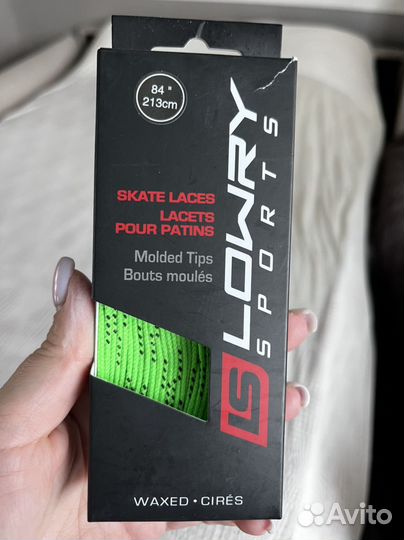 84"
213cm
SKATE LACES
LACETS
POUR PATINS
Molded Tips
Bouts moulés
LS LOWRY
SPORTS
WAXED • CIRÉS
Avito